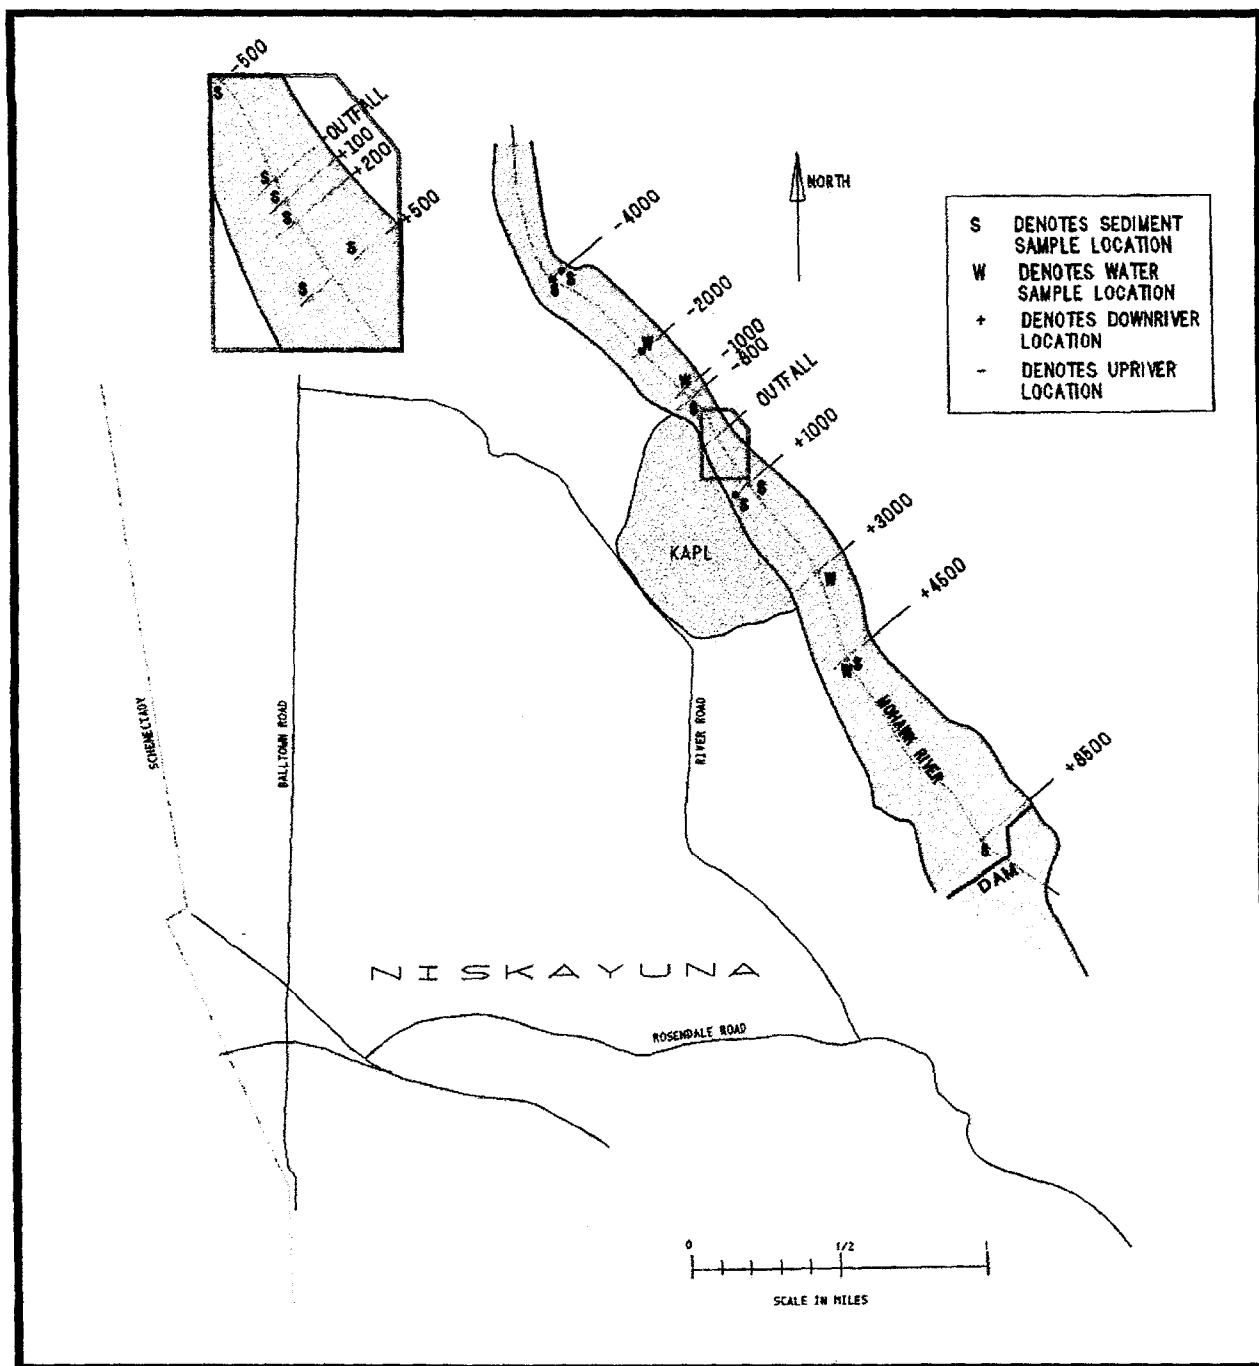 -500
OUTFALL
+100
+200
+500
S
S
S
S
S
S
NORTH
S DENOTES SEDIMENT
SAMPLE LOCATION
W DENOTES WATER
SAMPLE LOCATION
+ DENOTES DOWNRIVER
LOCATION
- DENOTES UPRIVER
LOCATION
-4000
S
S
-2000
W
-1000
-800
W
S
OUTFALL
+1000
S
S
+3000
KAPL
W
+4500
W S
MOHAWK RIVER
+8500
S
DAM
SCHENECTADY
BALLTOWN ROAD
RIVER ROAD
NISKAYUNA
ROSENDALE ROAD
0 1/2 1
SCALE IN MILES